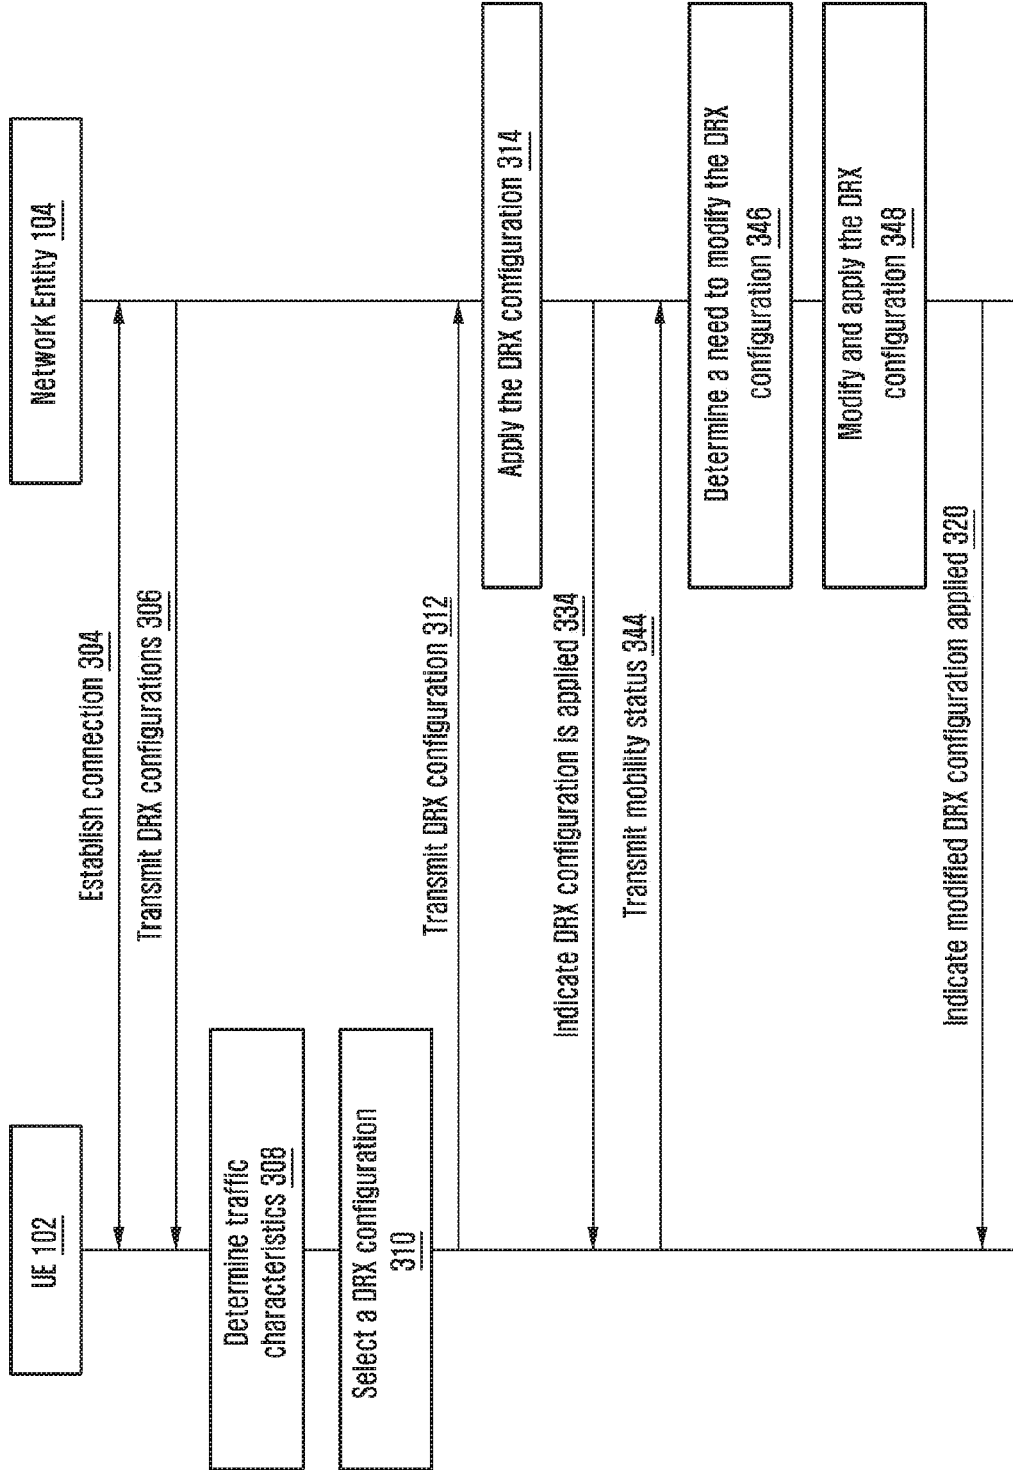 UE 102
Network Entity 104
Establish connection 304
Transmit DRX configurations 306
Determine traffic
characteristics 308
Select a DRX configuration
310
Transmit DRX configuration 312
Apply the DRX configuration 314
Indicate DRX configuration is applied 334
Transmit mobility status 344
Determine a need to modify the DRX
configuration 346
Modify and apply the DRX
configuration 348
Indicate modified DRX configuration applied 320